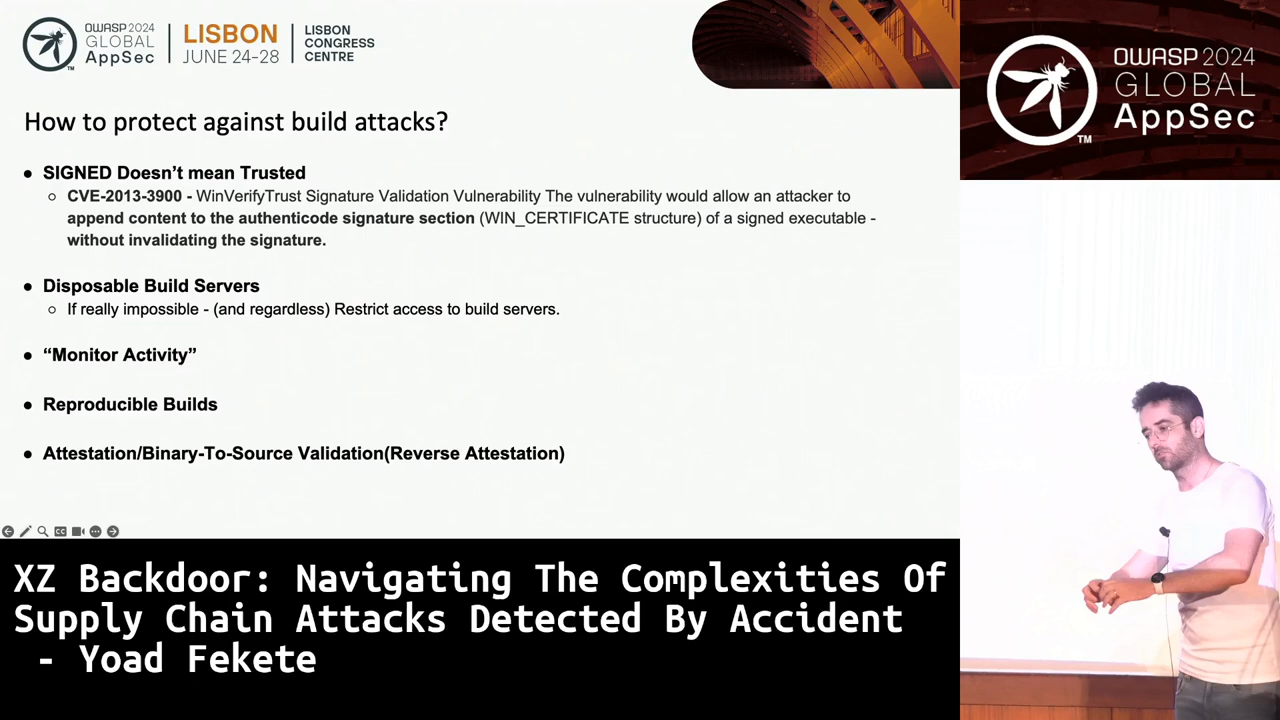 OWASP 2024
GLOBAL
AppSec
TM
LISBON
JUNE 24-28
LISBON
CONGRESS
CENTRE
OWASP 2024
GLOBAL
AppSec
TM
How to protect against build attacks?
● SIGNED Doesn’t mean Trusted
○ CVE-2013-3900 - WinVerifyTrust Signature Validation Vulnerability The vulnerability would allow an attacker to
append content to the authenticode signature section (WIN_CERTIFICATE structure) of a signed executable -
without invalidating the signature.
● Disposable Build Servers
○ If really impossible - (and regardless) Restrict access to build servers.
● “Monitor Activity”
● Reproducible Builds
● Attestation/Binary-To-Source Validation(Reverse Attestation)
CC
XZ Backdoor: Navigating The Complexities Of
Supply Chain Attacks Detected By Accident
- Yoad Fekete